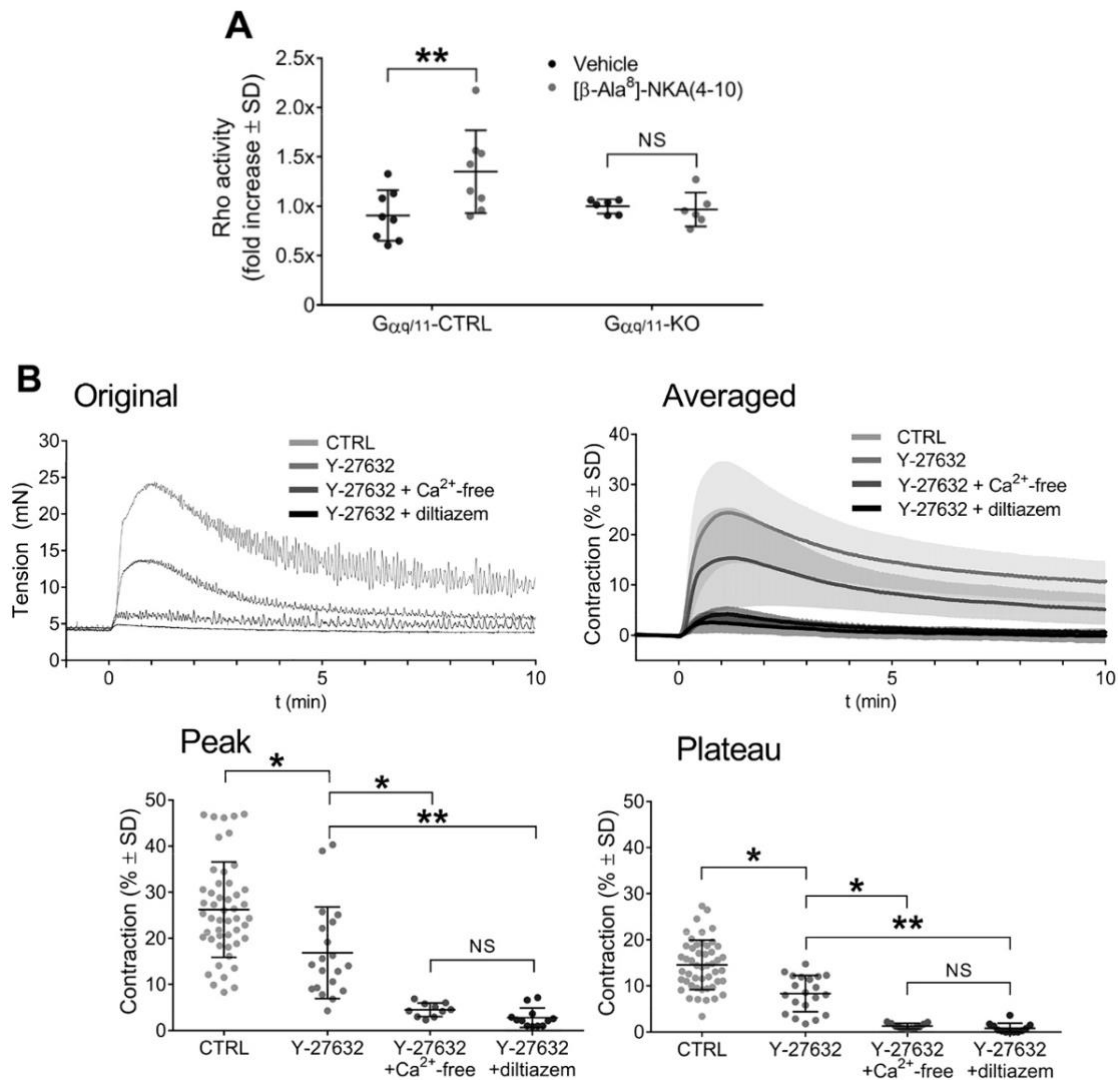 A
**
2.5x
2.0x
1.5x
1.0x
0.5x
0
Rho activity
(fold increase ± SD)
Vehicle
[β-Ala⁸]-NKA(4-10)
NS
Gαq/11-CTRL
Gαq/11-KO
B
Original
30
25
20
15
10
5
0
Tension (mN)
CTRL
Y-27632
Y-27632 + Ca²⁺-free
Y-27632 + diltiazem
0
5
10
t (min)
Averaged
40
30
20
10
0
Contraction (% ± SD)
CTRL
Y-27632
Y-27632 + Ca²⁺-free
Y-27632 + diltiazem
0
5
10
t (min)
Peak
50
40
30
20
10
0
Contraction (% ± SD)
*
*
**
NS
CTRL
Y-27632
Y-27632
+Ca²⁺-free
Y-27632
+diltiazem
Plateau
50
40
30
20
10
0
Contraction (% ± SD)
*
*
**
NS
CTRL
Y-27632
Y-27632
+Ca²⁺-free
Y-27632
+diltiazem